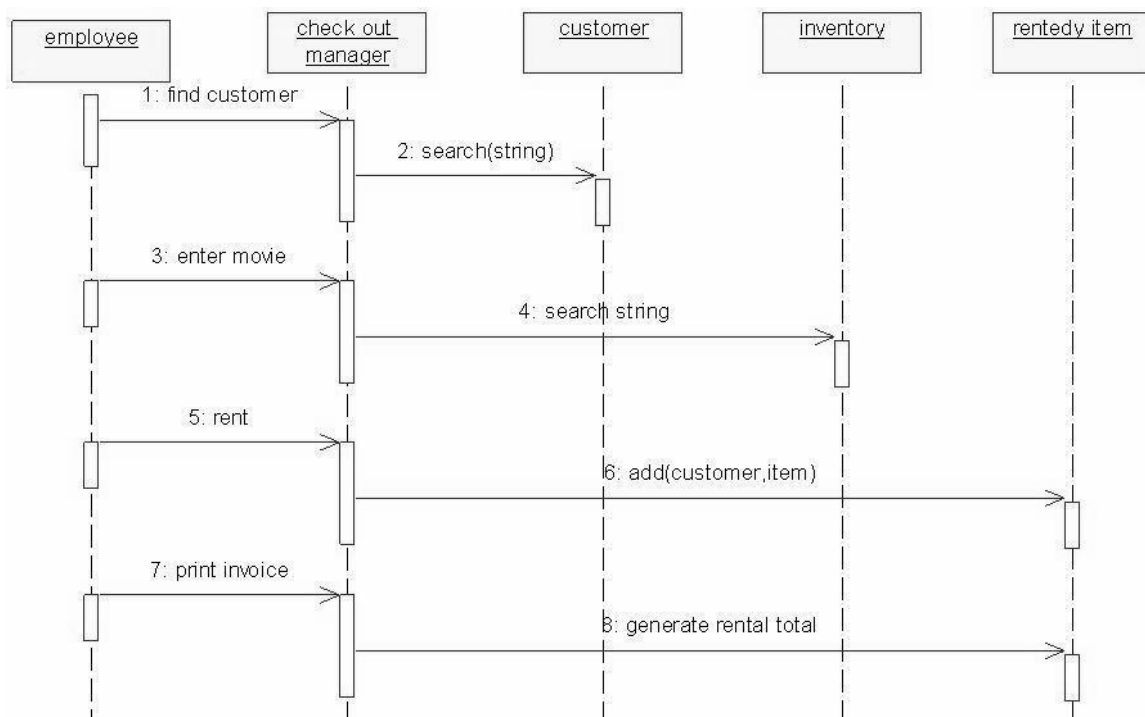 employee
check out
manager
customer
inventory
rentedy item
1: find customer
2: search(string)
3: enter movie
4: search string
5: rent
6: add(customer,item)
7: print invoice
8: generate rental total